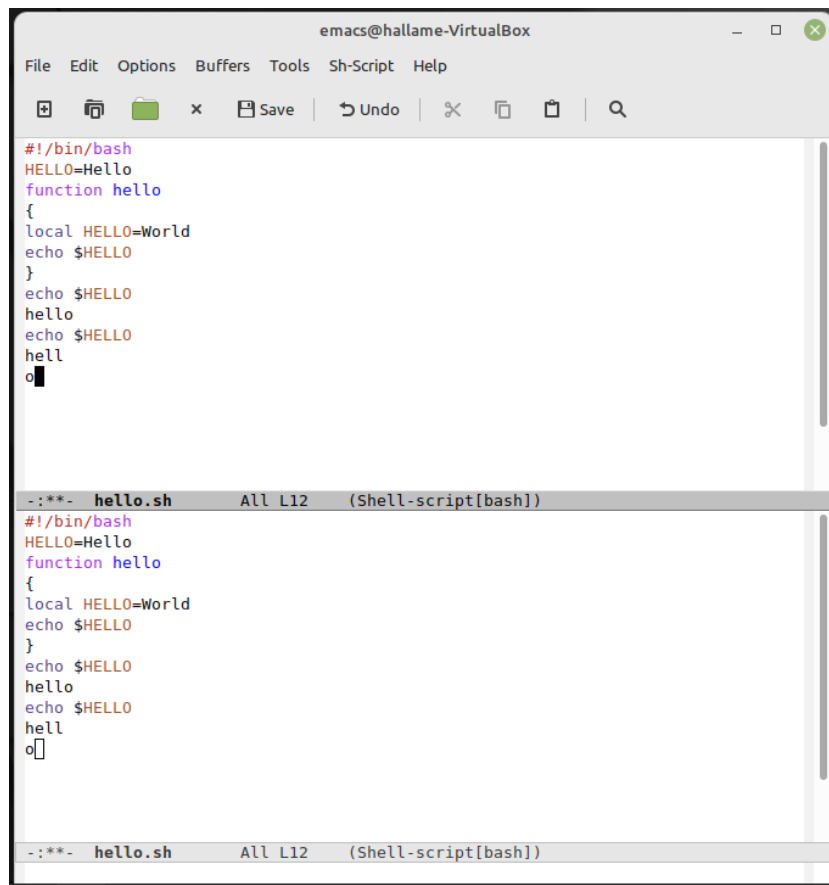 emacs@hallame-VirtualBox
File Edit Options Buffers Tools Sh-Script Help
Save Undo
#!/bin/bash
HELLO=Hello
function hello
{
local HELLO=World
echo $HELLO
}
echo $HELLO
hello
echo $HELLO
hell
o
-:**- hello.sh All L12 (Shell-script[bash])
#!/bin/bash
HELLO=Hello
function hello
{
local HELLO=World
echo $HELLO
}
echo $HELLO
hello
echo $HELLO
hell
o
-:**- hello.sh All L12 (Shell-script[bash])